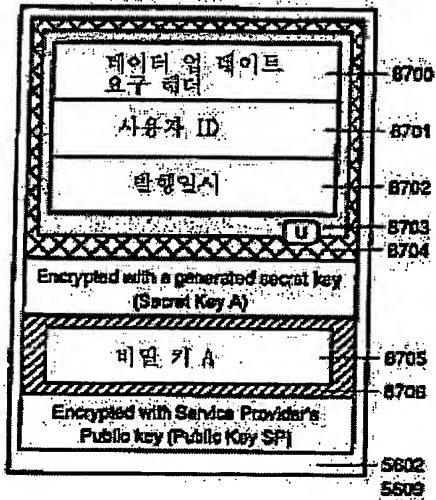 데이터 업 데이트
요구 헤더
8700
사용자 ID
8701
발행일시
8702
U
8703
8704
Encrypted with a generated secret key
(Secret Key A)
비밀 키 A
8705
8706
Encrypted with Service Provider's
Public key (Public Key SP)
5602
5609